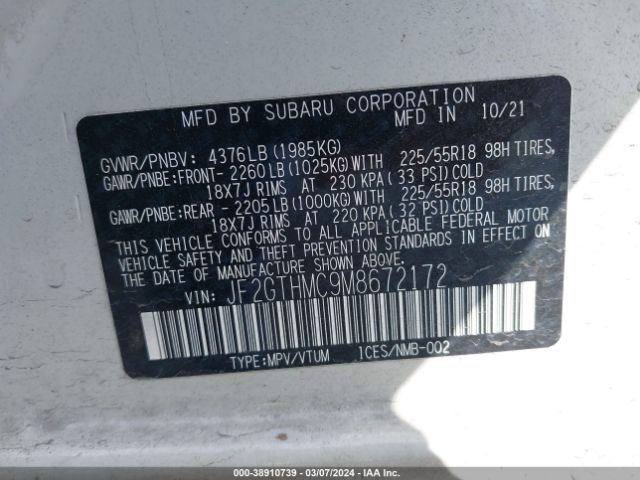 MFD BY SUBARU CORPORATION
MFD IN 10/21
GVWR/PNBV: 4376LB(1985KG)
GAWR/PNBE:FRONT- 2260LB(1025KG)WITH 225/55R18 98H TIRES,
18X7J RIMS AT 230 KPA(33 PSI)COLD
GAWR/PNBE:REAR - 2205LB(1000KG)WITH 225/55R18 98H TIRES,
18X7J RIMS AT 220 KPA(32 PSI)COLD
THIS VEHICLE CONFORMS TO ALL APPLICABLE FEDERAL MOTOR
VEHICLE SAFETY AND THEFT PREVENTION STANDARDS IN EFFECT ON
THE DATE OF MANUFACTURE SHOWN ABOVE.
VIN: JF2GTHMC9M8672172
TYPE:MPV/VTUM 1CES/NMB-002
000-38910739 - 03/07/2024 - IAA Inc.